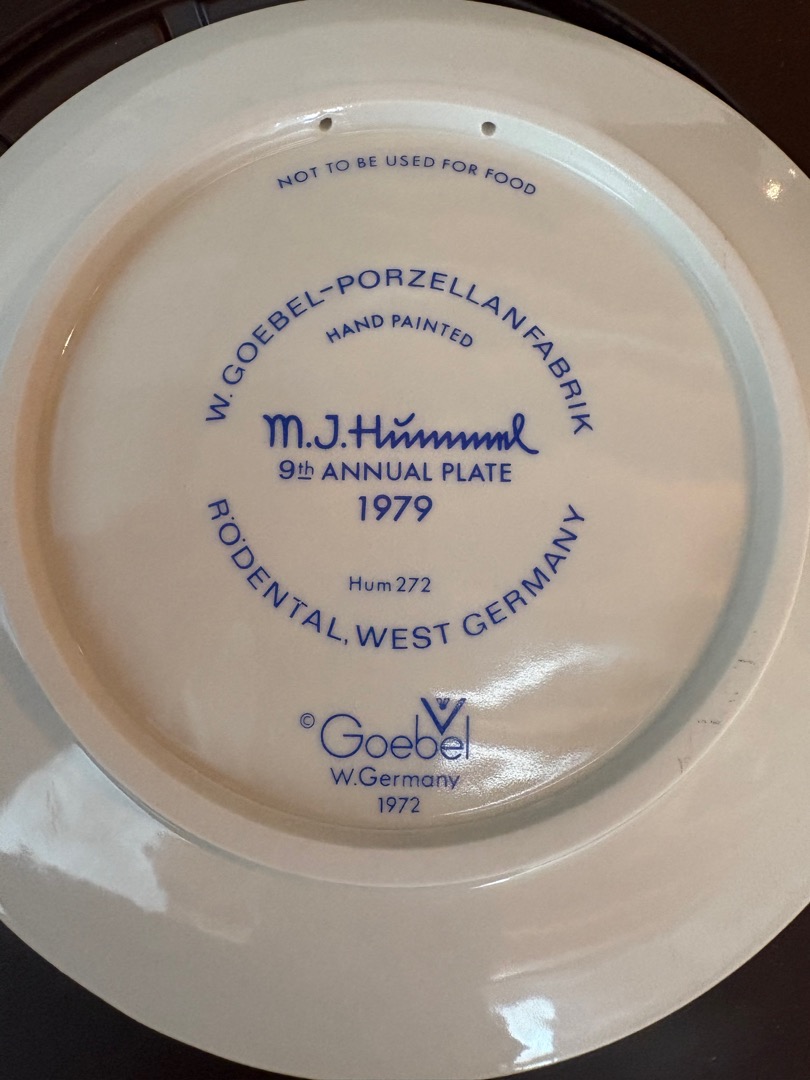 NOT TO BE USED FOR FOOD
W. GOEBEL-PORZELLANFABRIK
HAND PAINTED
M.J.Hummel
9th ANNUAL PLATE
1979
Hum 272
RÖDENTAL, WEST GERMANY
© Goebel
W.Germany
1972